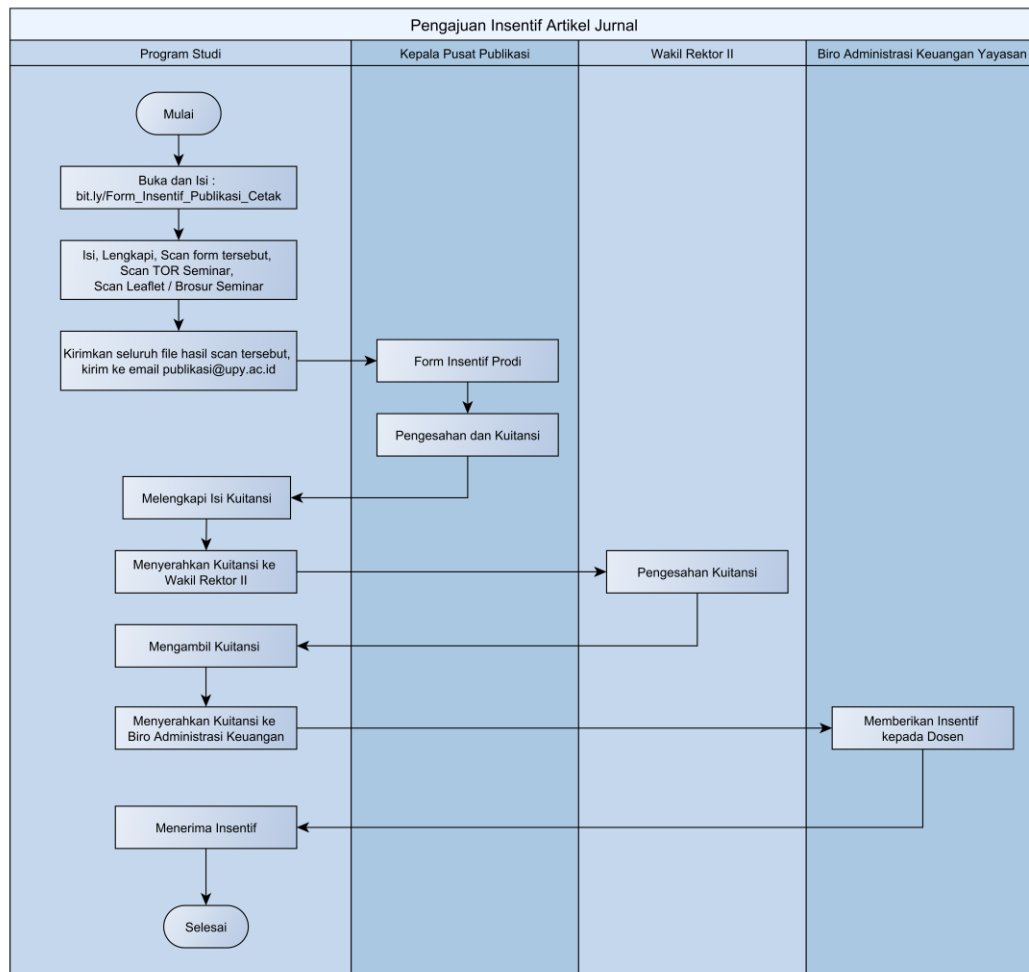 Pengajuan Insentif Artikel Jurnal
Program Studi
Kepala Pusat Publikasi
Wakil Rektor II
Biro Administrasi Keuangan Yayasan
Mulai
Buka dan Isi :
bit.ly/Form_Insentif_Publikasi_Cetak
Isi, Lengkapi, Scan form tersebut,
Scan TOR Seminar,
Scan Leaflet / Brosur Seminar
Kirimkan seluruh file hasil scan tersebut,
kirim ke email publikasi@upy.ac.id
Form Insentif Prodi
Pengesahan dan Kuitansi
Melengkapi Isi Kuitansi
Menyerahkan Kuitansi ke
Wakil Rektor II
Pengesahan Kuitansi
Mengambil Kuitansi
Menyerahkan Kuitansi ke
Biro Administrasi Keuangan
Memberikan Insentif
kepada Dosen
Menerima Insentif
Selesai